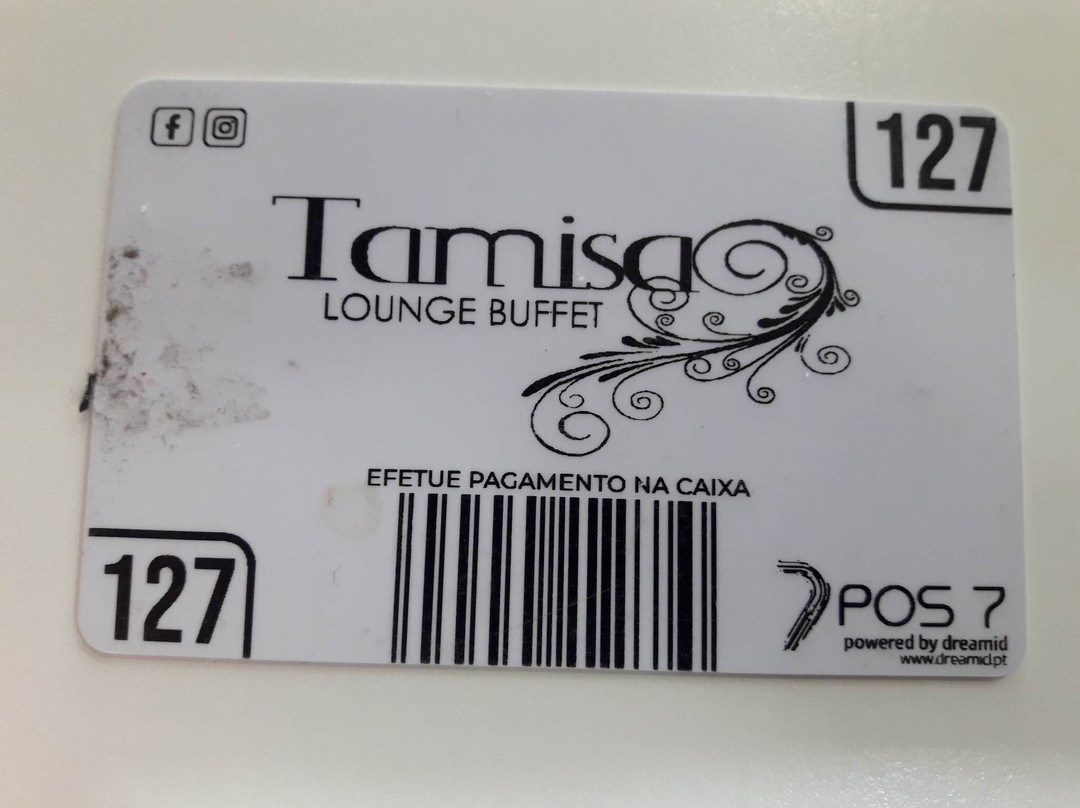 127
Tamisa
LOUNGE BUFFET
EFETUE PAGAMENTO NA CAIXA
127
POS 7
powered by dreamid
www.dreamid.pt